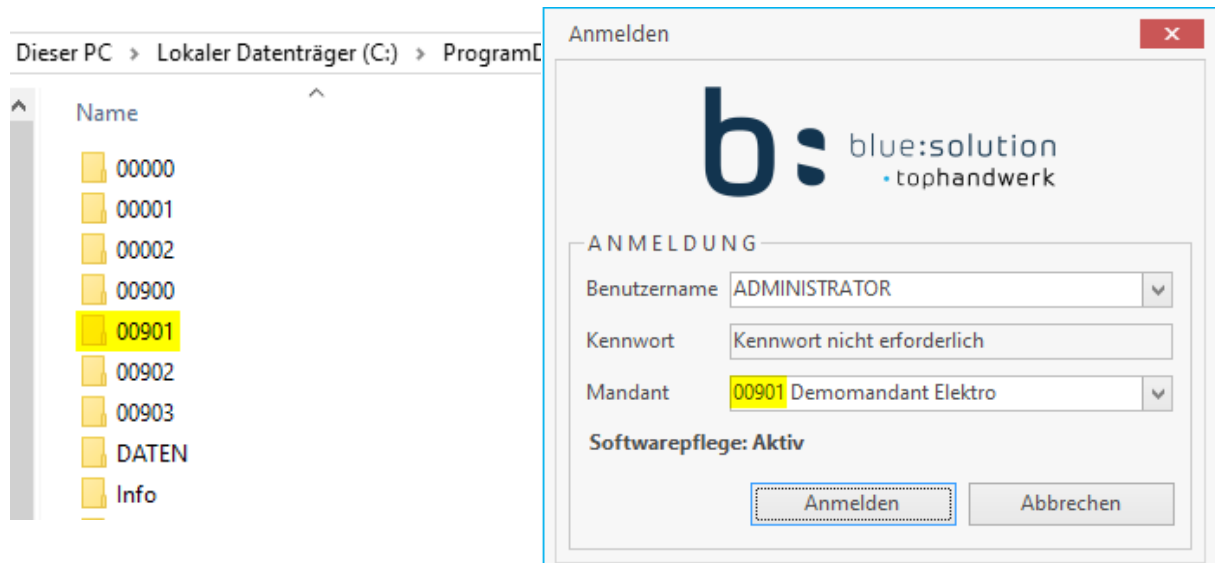 Dieser PC > Lokaler Datenträger (C:) >
Name
00000
00001
00002
00900
00901
00902
00903
DATEN
Info
Anmelden
b:
blue:solution
tophandwerk
ANMELDUNG
Benutzername ADMINISTRATOR
Kennwort Kennwort nicht erforderlich
Mandant 00901 Demomandant Elektro
Softwarepflege: Aktiv
Anmelden Abbrechen